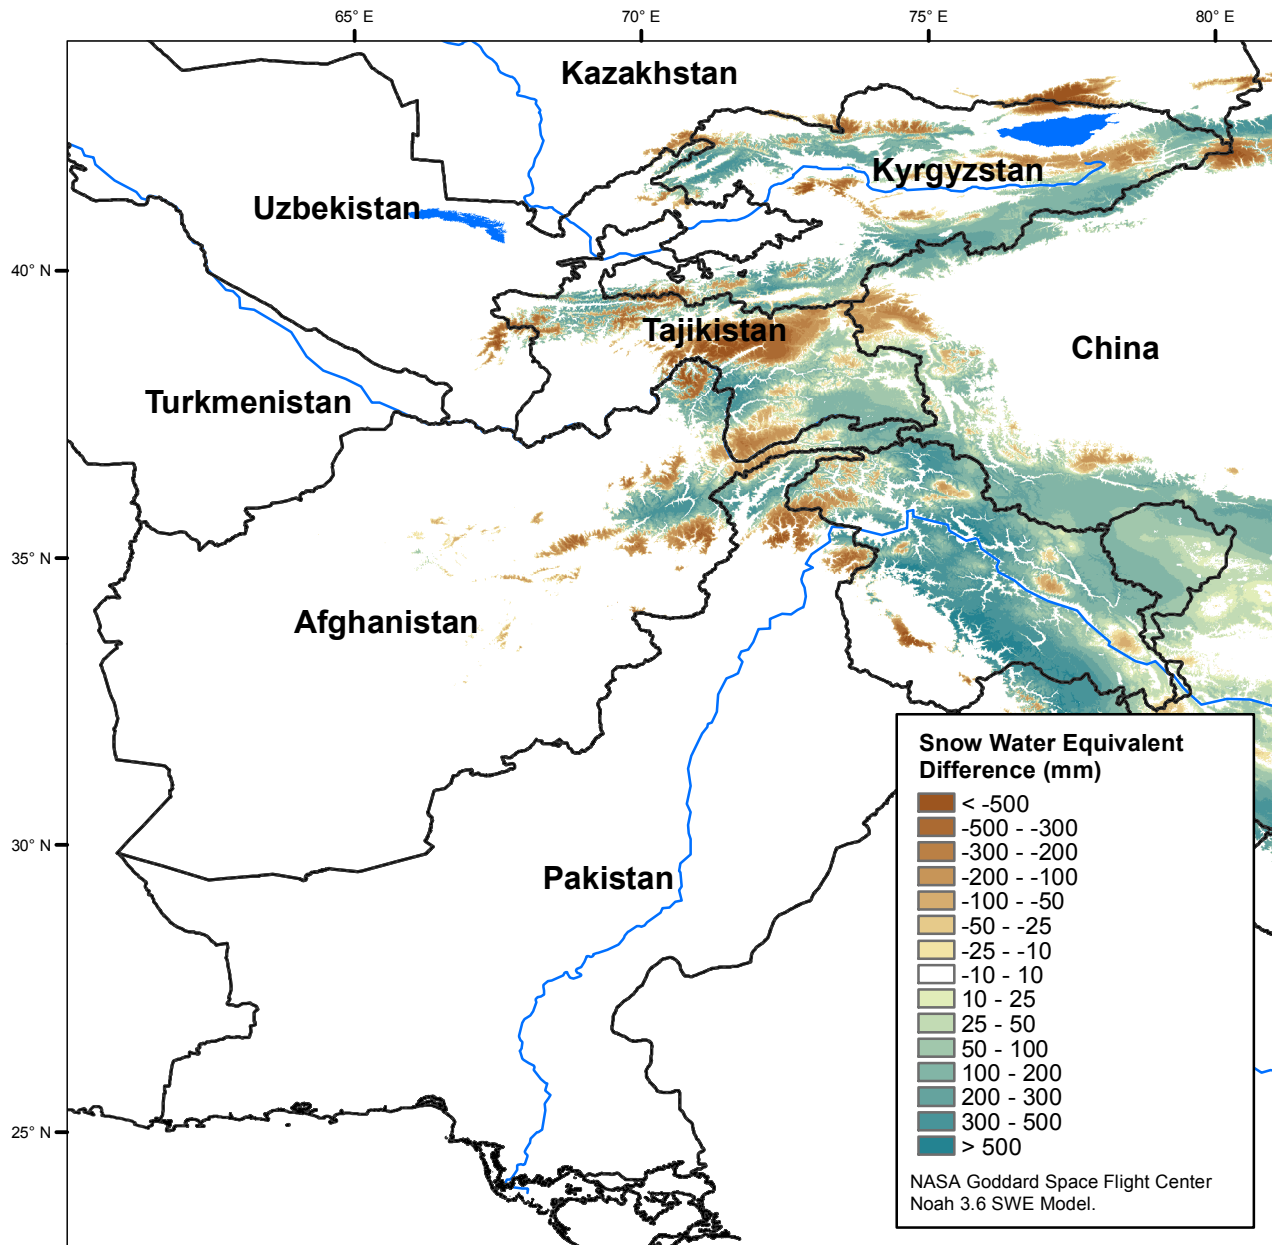 65° E
70° E
75° E
80° E
Kazakhstan
Kyrgyzstan
Uzbekistan
40° N
Tajikistan
China
Turkmenistan
35° N
Afghanistan
Snow Water Equivalent
Difference (mm)
< -500
-500 - -300
-300 - -200
-200 - -100
-100 - -50
-50 - -25
-25 - -10
-10 - 10
10 - 25
25 - 50
50 - 100
100 - 200
200 - 300
300 - 500
> 500
30° N
Pakistan
25° N
NASA Goddard Space Flight Center
Noah 3.6 SWE Model.